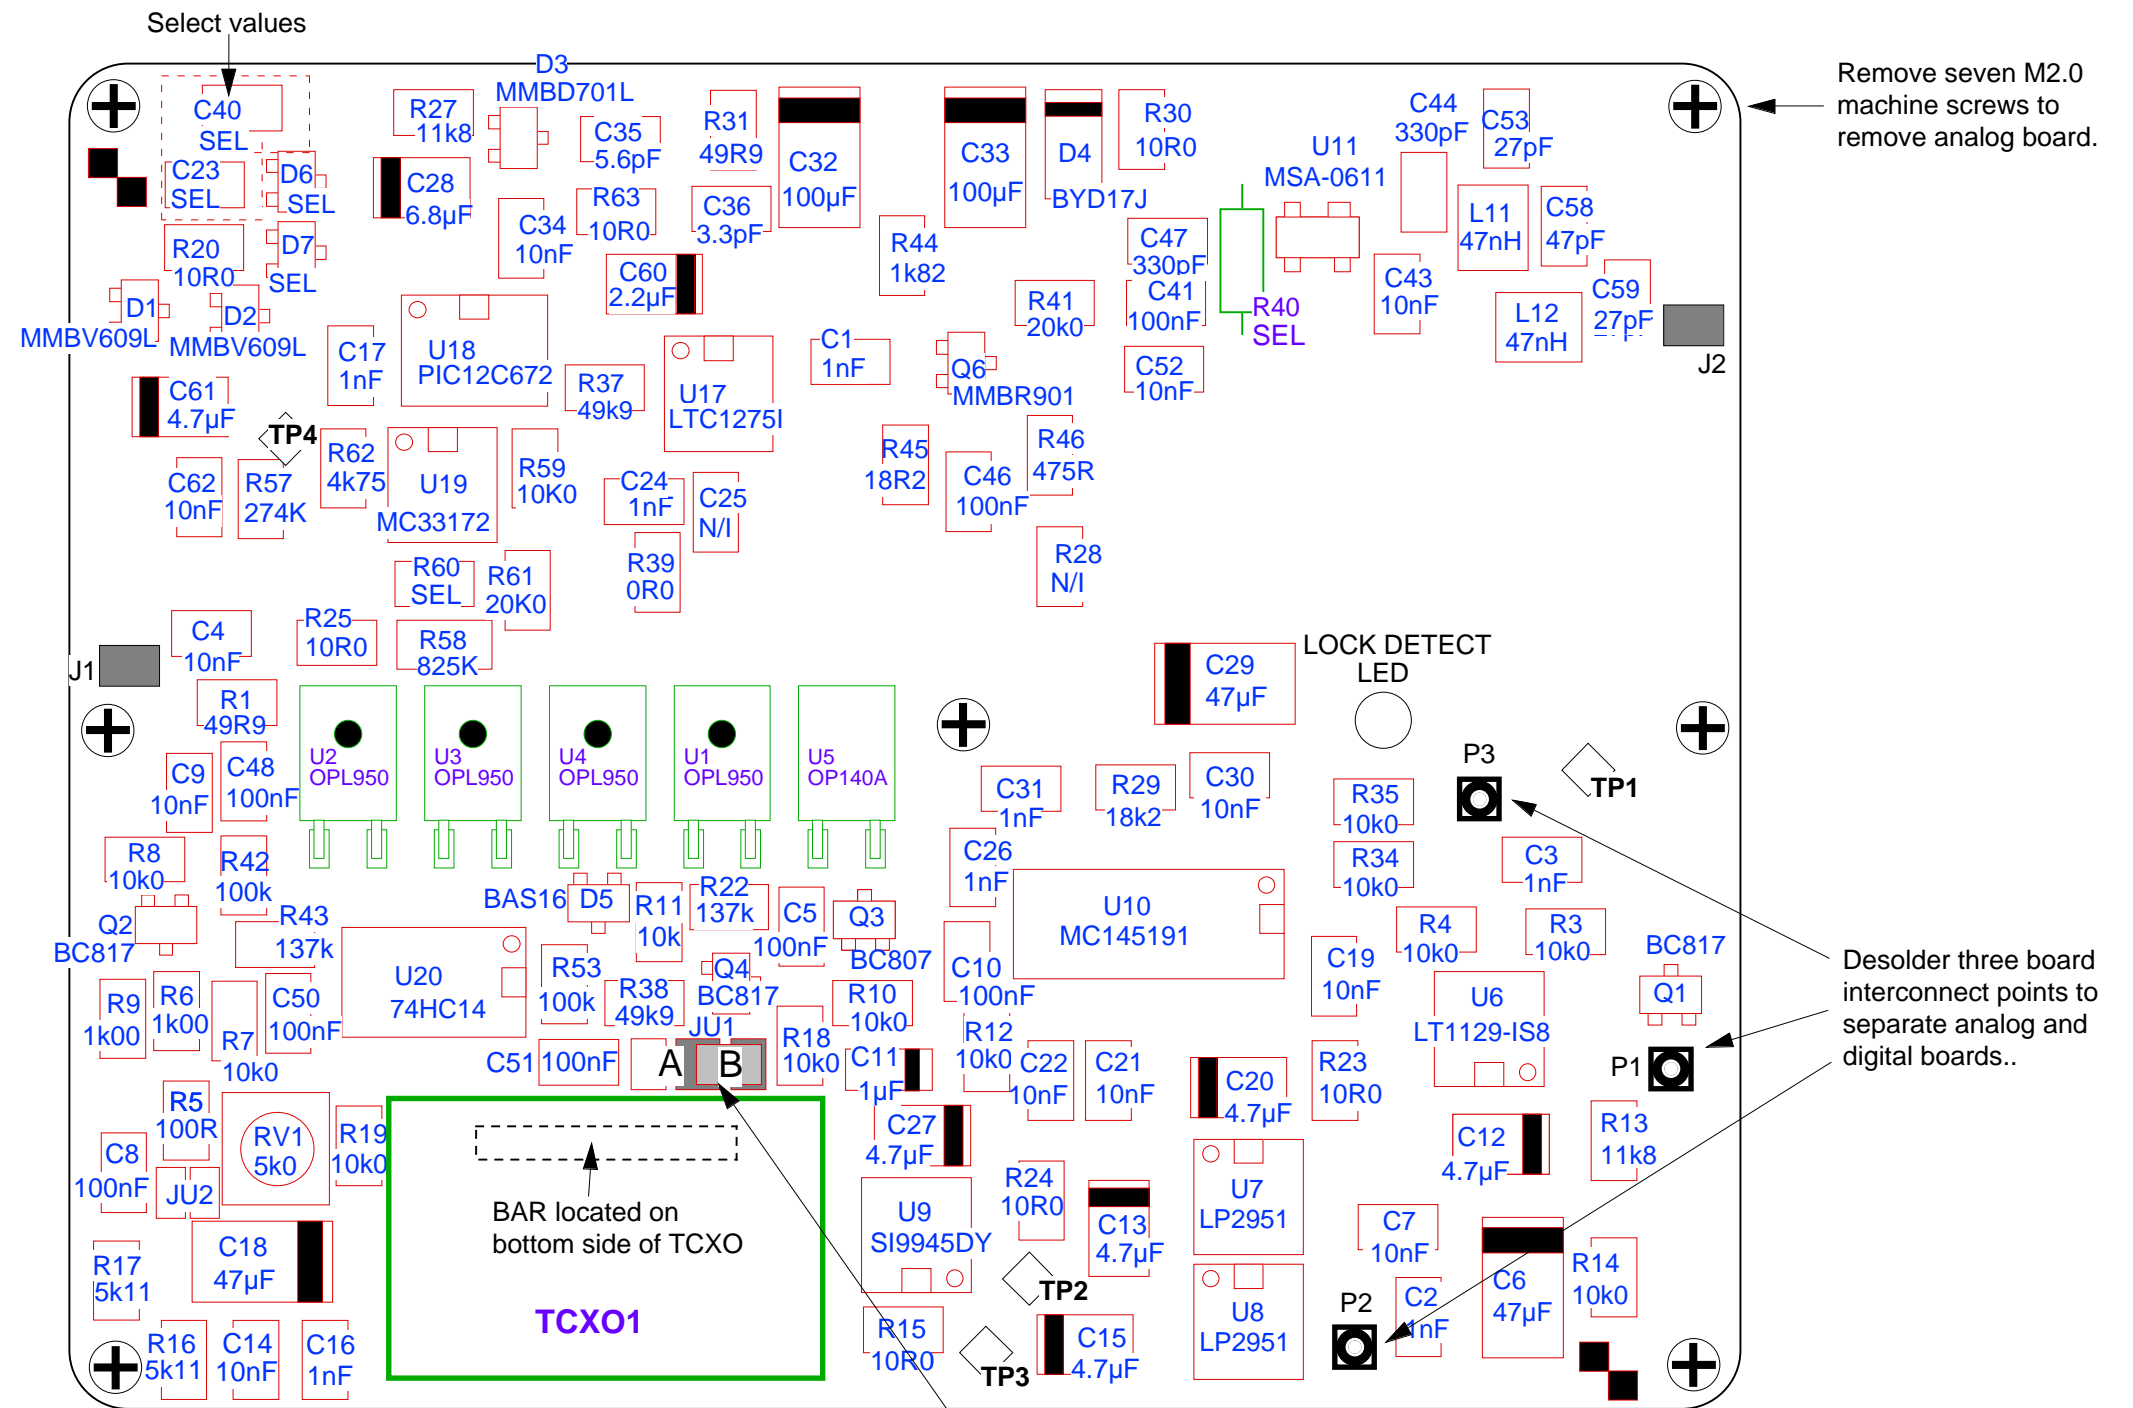 Select values
Remove seven M2.0
machine screws to
remove analog board.
D3
MMBD701L
C40
SEL
R27
11k8
C35
5.6pF
R31
49R9
C32
100µF
C33
100µF
D4
BYD17J
R30
10R0
U11
MSA-0611
C44
330pF
C53
27pF
C23
SEL
D6
SEL
C28
6.8µF
R63
10R0
C36
3.3pF
C34
10nF
L11
47nH
C58
47pF
R20
10R0
D7
SEL
C60
2.2µF
R44
1k82
C47
330pF
C41
100nF
R40
SEL
C43
10nF
C59
27pF
L12
47nH
J2
D1
MMBV609L
D2
MMBV609L
R41
20k0
C17
1nF
U18
PIC12C672
R37
49k9
U17
LTC1275I
C1
1nF
Q6
MMBR901
C52
10nF
C61
4.7µF
TP4
R62
4k75
U19
MC33172
R59
10K0
C24
1nF
C25
N/I
R45
18R2
C46
100nF
R46
475R
C62
10nF
R57
274K
R60
SEL
R61
20K0
R39
0R0
R28
N/I
C4
10nF
R25
10R0
R58
825K
J1
C29
47µF
LOCK DETECT
LED
R1
49R9
U2
OPL950
U3
OPL950
U4
OPL950
U1
OPL950
U5
OP140A
C9
10nF
C48
100nF
C31
1nF
R29
18k2
C30
10nF
R35
10k0
P3
TP1
R8
10k0
R42
100k
C26
1nF
R34
10k0
C3
1nF
BAS16
D5
R11
10k
R22
137k
C5
100nF
Q3
BC807
U10
MC145191
R4
10k0
R3
10k0
BC817
Q1
Q2
BC817
R43
137k
U20
74HC14
R53
100k
R38
49k9
Q4
BC817
C10
100nF
C19
10nF
U6
LT1129-IS8
Desolder three board
interconnect points to
separate analog and
digital boards..
R9
1k00
R6
1k00
R7
10k0
C50
100nF
JU1
A
B
C51
100nF
R18
10k0
R10
10k0
C11
1µF
R12
10k0
C22
10nF
C21
10nF
C20
4.7µF
R23
10R0
P1
R5
100R
RV1
5k0
R19
10k0
C8
100nF
JU2
C27
4.7µF
C12
4.7µF
R13
11k8
BAR located on
bottom side of TCXO
TCXO1
R24
10R0
U9
SI9945DY
C13
4.7µF
U7
LP2951
C7
10nF
R14
10k0
C18
47µF
R17
5k11
TP2
C6
47µF
P2
C2
1nF
U8
LP2951
R16
5k11
C14
10nF
C16
1nF
R15
10R0
TP3
C15
4.7µF